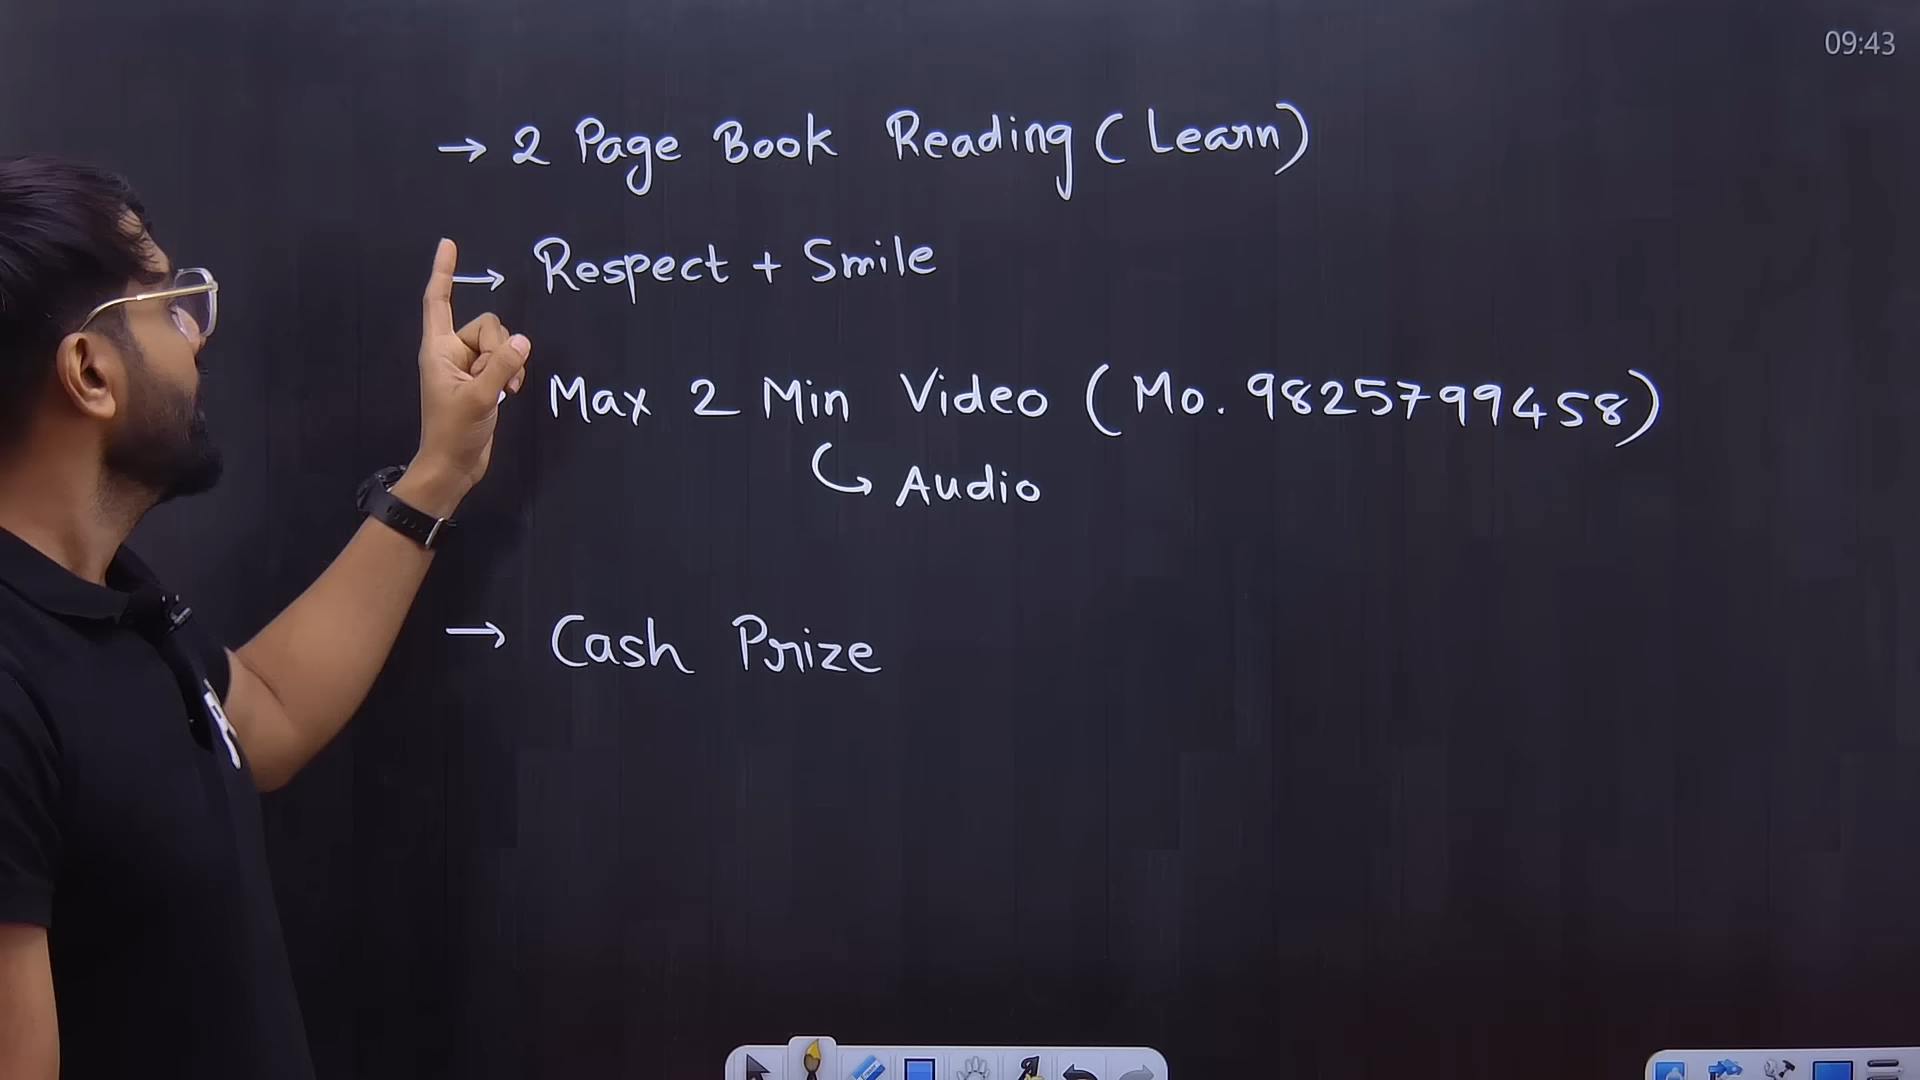 09:43
→ 2 Page Book Reading (Learn)
→ Respect + Smile
Max 2 Min Video (Mo. 9825799458)
↳ Audio
→ Cash Prize